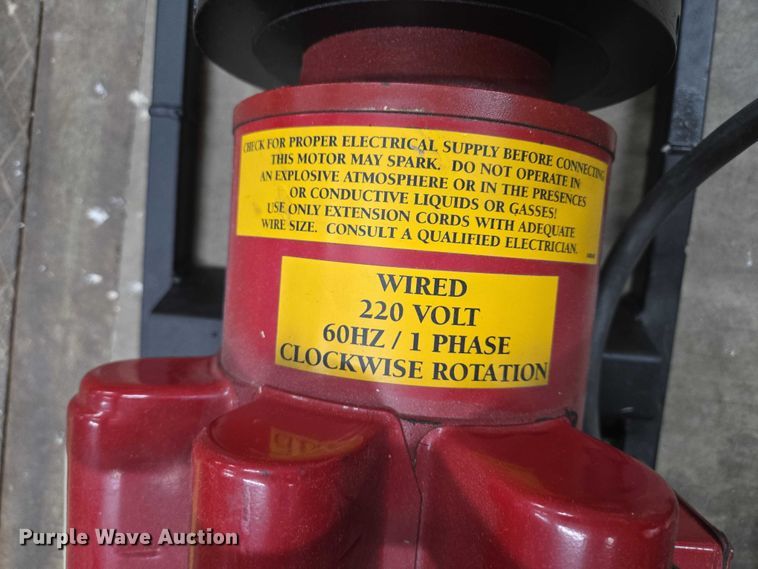 CHECK FOR PROPER ELECTRICAL SUPPLY BEFORE CONNECTING
THIS MOTOR MAY SPARK. DO NOT OPERATE IN
AN EXPLOSIVE ATMOSPHERE OR IN THE PRESENCES
OR CONDUCTIVE LIQUIDS OR GASSES!
USE ONLY EXTENSION CORDS WITH ADEQUATE
WIRE SIZE. CONSULT A QUALIFIED ELECTRICIAN.
WIRED
220 VOLT
60HZ / 1 PHASE
CLOCKWISE ROTATION
Purple Wave Auction